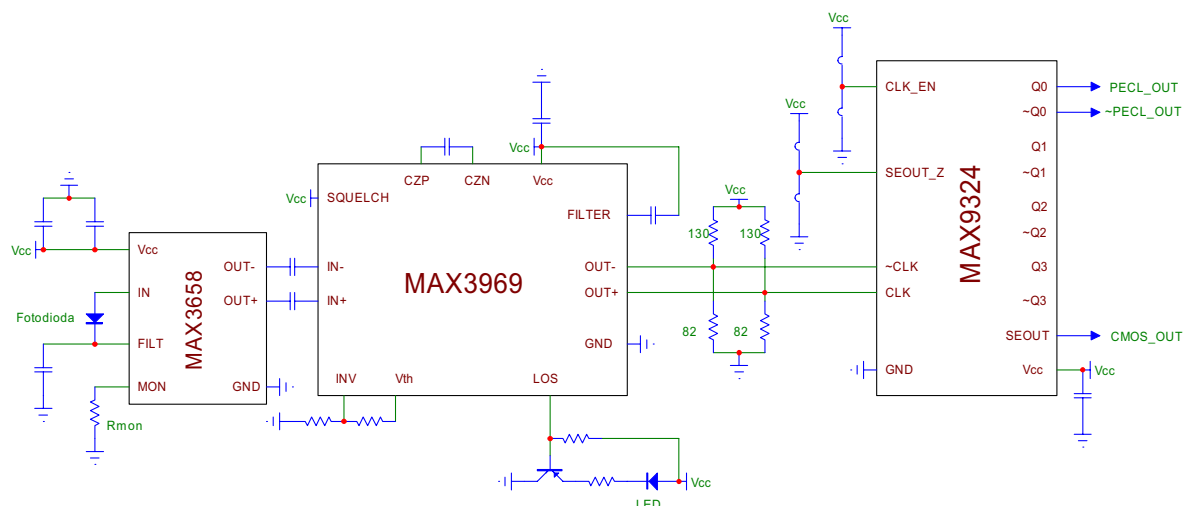 Vcc
CLK_EN
Q0
PECL_OUT
~Q0
~PECL_OUT
Vcc
Q1
SEOUT_Z
~Q1
MAX9324
Q2
~Q2
~CLK
Q3
CLK
~Q3
SEOUT
CMOS_OUT
GND
Vcc
Vcc
Vcc
CZP
CZN
Vcc
Vcc
SQUELCH
FILTER
Vcc
130
130
IN-
OUT-
MAX3969
IN+
OUT+
82
82
GND
INV
Vth
LOS
Vcc
LED
Vcc
Vcc
OUT-
IN
OUT+
MAX3658
Fotodioda
FILT
MON
GND
Rmon